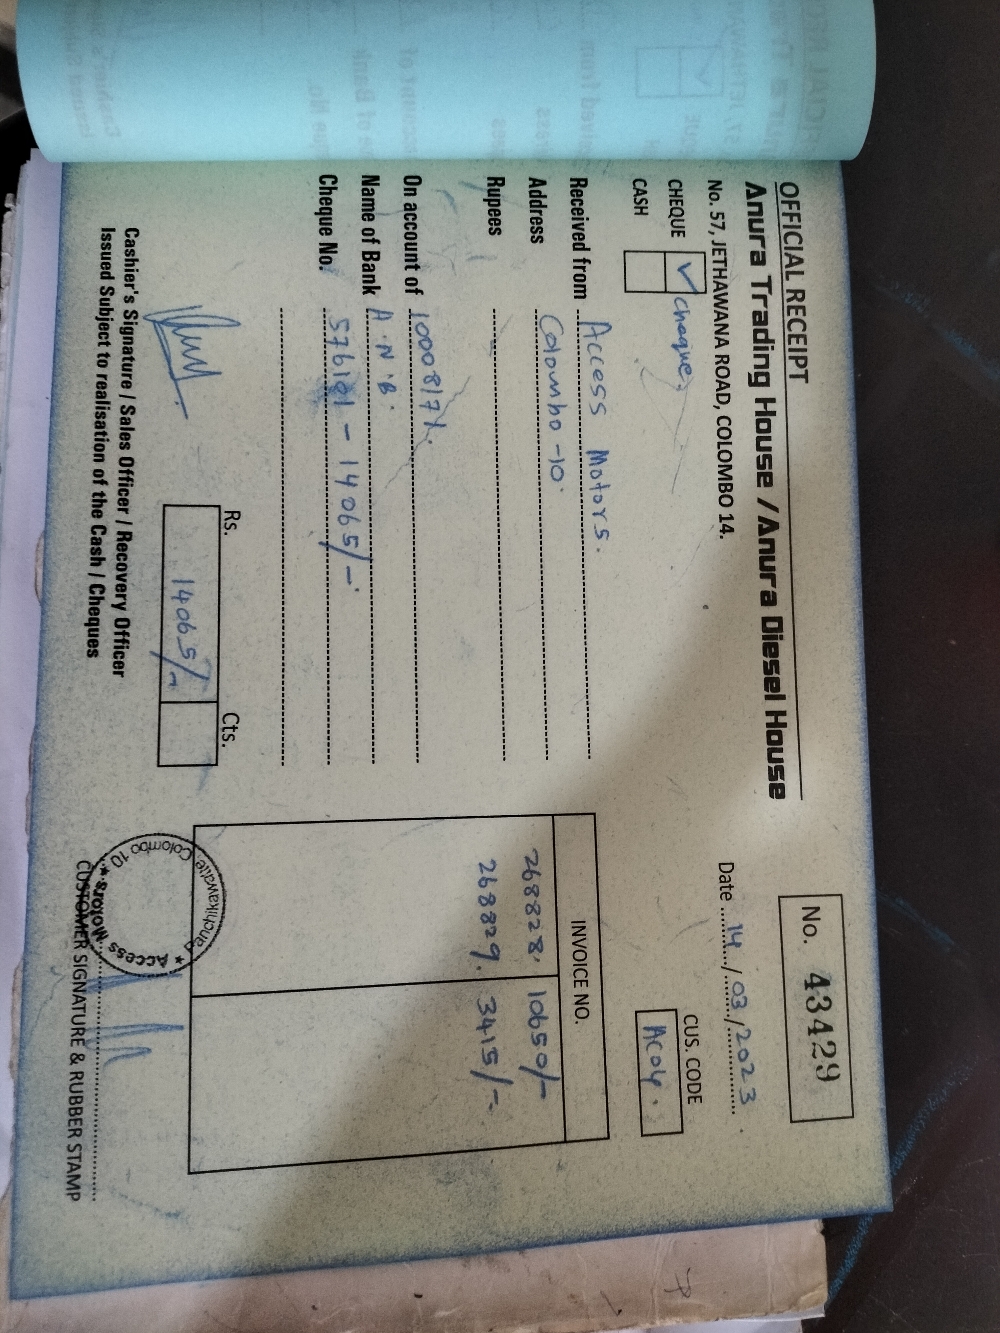 OFFICIAL RECEIPT
Anura Trading House / Anura Diesel House
No. 57, JETHAWANA ROAD, COLOMBO 14.
No. 43429
Date 14 / 03 / 2023
CHEQUE ✓ cheque.
CASH
CUS. CODE
AC04.
Received from Access Motors.
Address Colombo -10.
Rupees
On account of
Name of Bank
Cheque No. 576181 - 14065/-
INVOICE NO.
268828. 10650/-
268829. 3415/-
Rs. Cts.
14065/-
Cashier's Signature / Sales Officer / Recovery Officer
Issued Subject to realisation of the Cash / Cheques
Access Motors
Panchikawatte, Colombo 10
CUSTOMER SIGNATURE & RUBBER STAMP